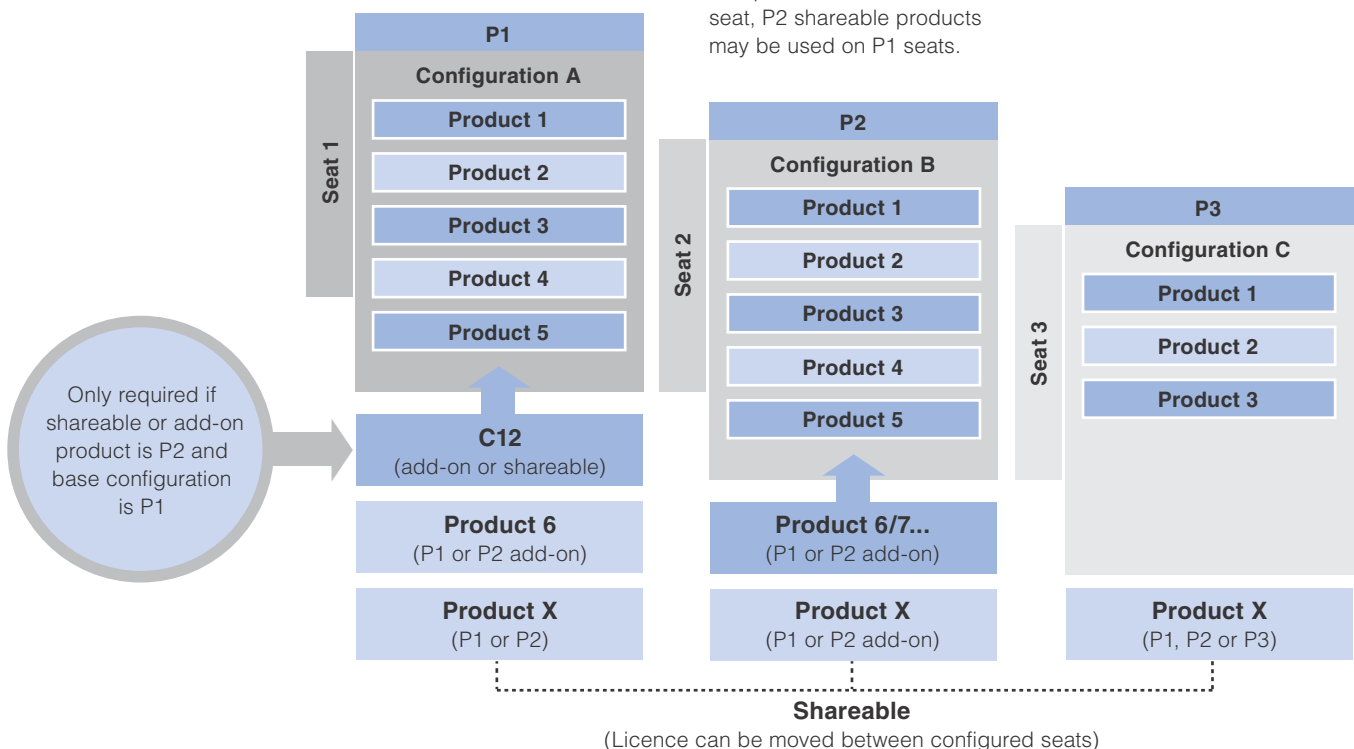 seat, P2 shareable products
may be used on P1 seats.
P1
Seat 1
Configuration A
Product 1
Product 2
Product 3
Product 4
Product 5
P2
Seat 2
Configuration B
Product 1
Product 2
Product 3
Product 4
Product 5
P3
Seat 3
Configuration C
Product 1
Product 2
Product 3
Only required if
shareable or add-on
product is P2 and
base configuration
is P1
C12
(add-on or shareable)
Product 6
(P1 or P2 add-on)
Product X
(P1 or P2)
Product 6/7...
(P1 or P2 add-on)
Product X
(P1 or P2 add-on)
Product X
(P1, P2 or P3)
Shareable
(Licence can be moved between configured seats)